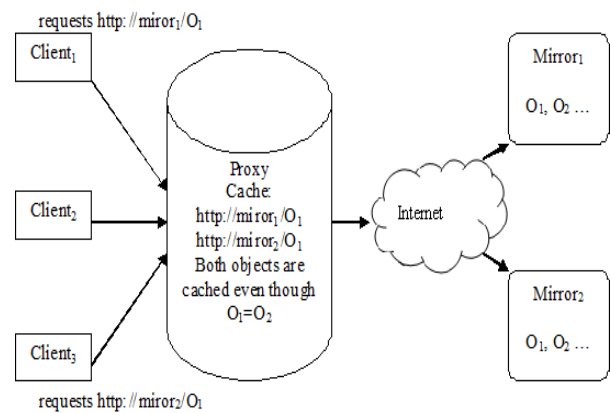 requests http://miror₁/O₁
Client₁
Client₂
Client₃
requests http://miror₂/O₁
Proxy
Cache:
http://miror₁/O₁
http://miror₂/O₁
Both objects are
cached even though
O₁=O₂
Internet
Mirror₁
O₁, O₂ ...
Mirror₂
O₁, O₂ ...